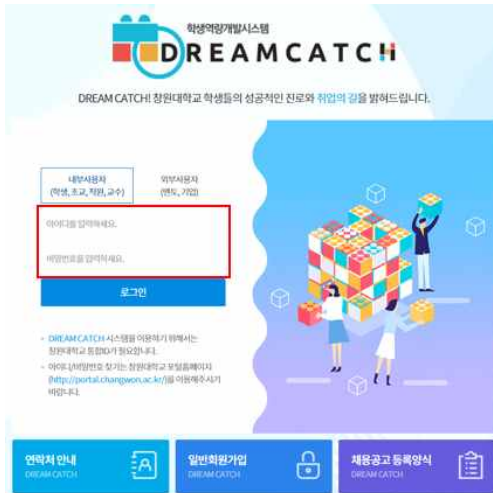 학생역량개발시스템
DREAMCATCH
DREAM CATCH! 창원대학교 학생들의 성공적인 진로와 취업의 길을 밝혀드립니다.
내부사용자
(학생, 조교, 직원, 교수)
외부사용자
(멘토, 기업)
아이디를 입력하세요.
비밀번호를 입력하세요.
로그인
DREAM CATCH 시스템을 이용하기 위해서는
창원대학교 통합ID가 필요합니다.
아이디/비밀번호 찾기는 창원대학교 포털홈페이지
(http://portal.changwon.ac.kr/)를 이용해주시기
바랍니다.
연락처 안내
DREAM CATCH
일반회원가입
DREAM CATCH
채용공고 등록양식
DREAM CATCH